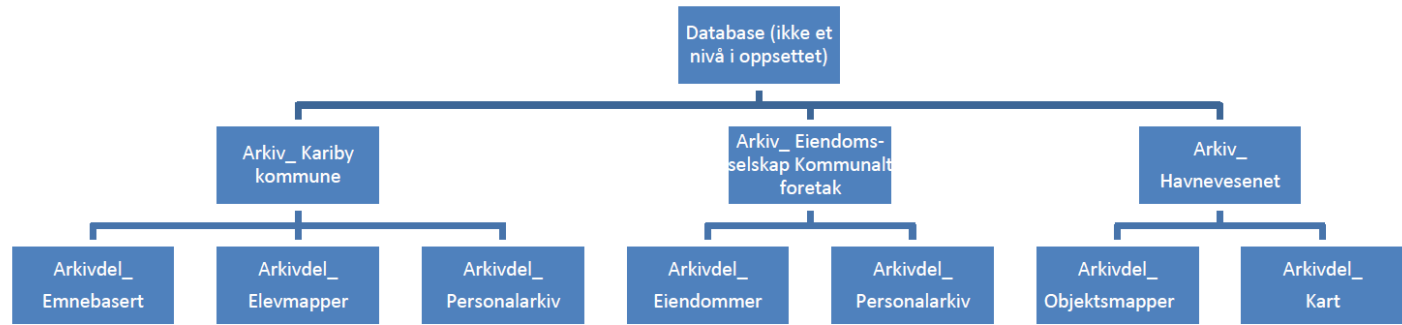 Database (ikke et
nivå i oppsettet)
Arkiv_ Kariby
kommune
Arkiv_ Eiendoms-
selskap Kommunalt
foretak
Arkiv_
Havnevesenet
Arkivdel_
Emnebasert
Arkivdel_
Elevmapper
Arkivdel_
Personalarkiv
Arkivdel_
Eiendommer
Arkivdel_
Personalarkiv
Arkivdel_
Objektsmapper
Arkivdel_
Kart